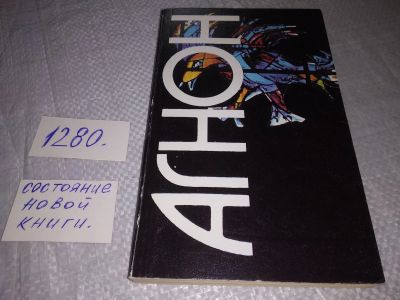 1280.
состояние
новой
книги.
АГНОН